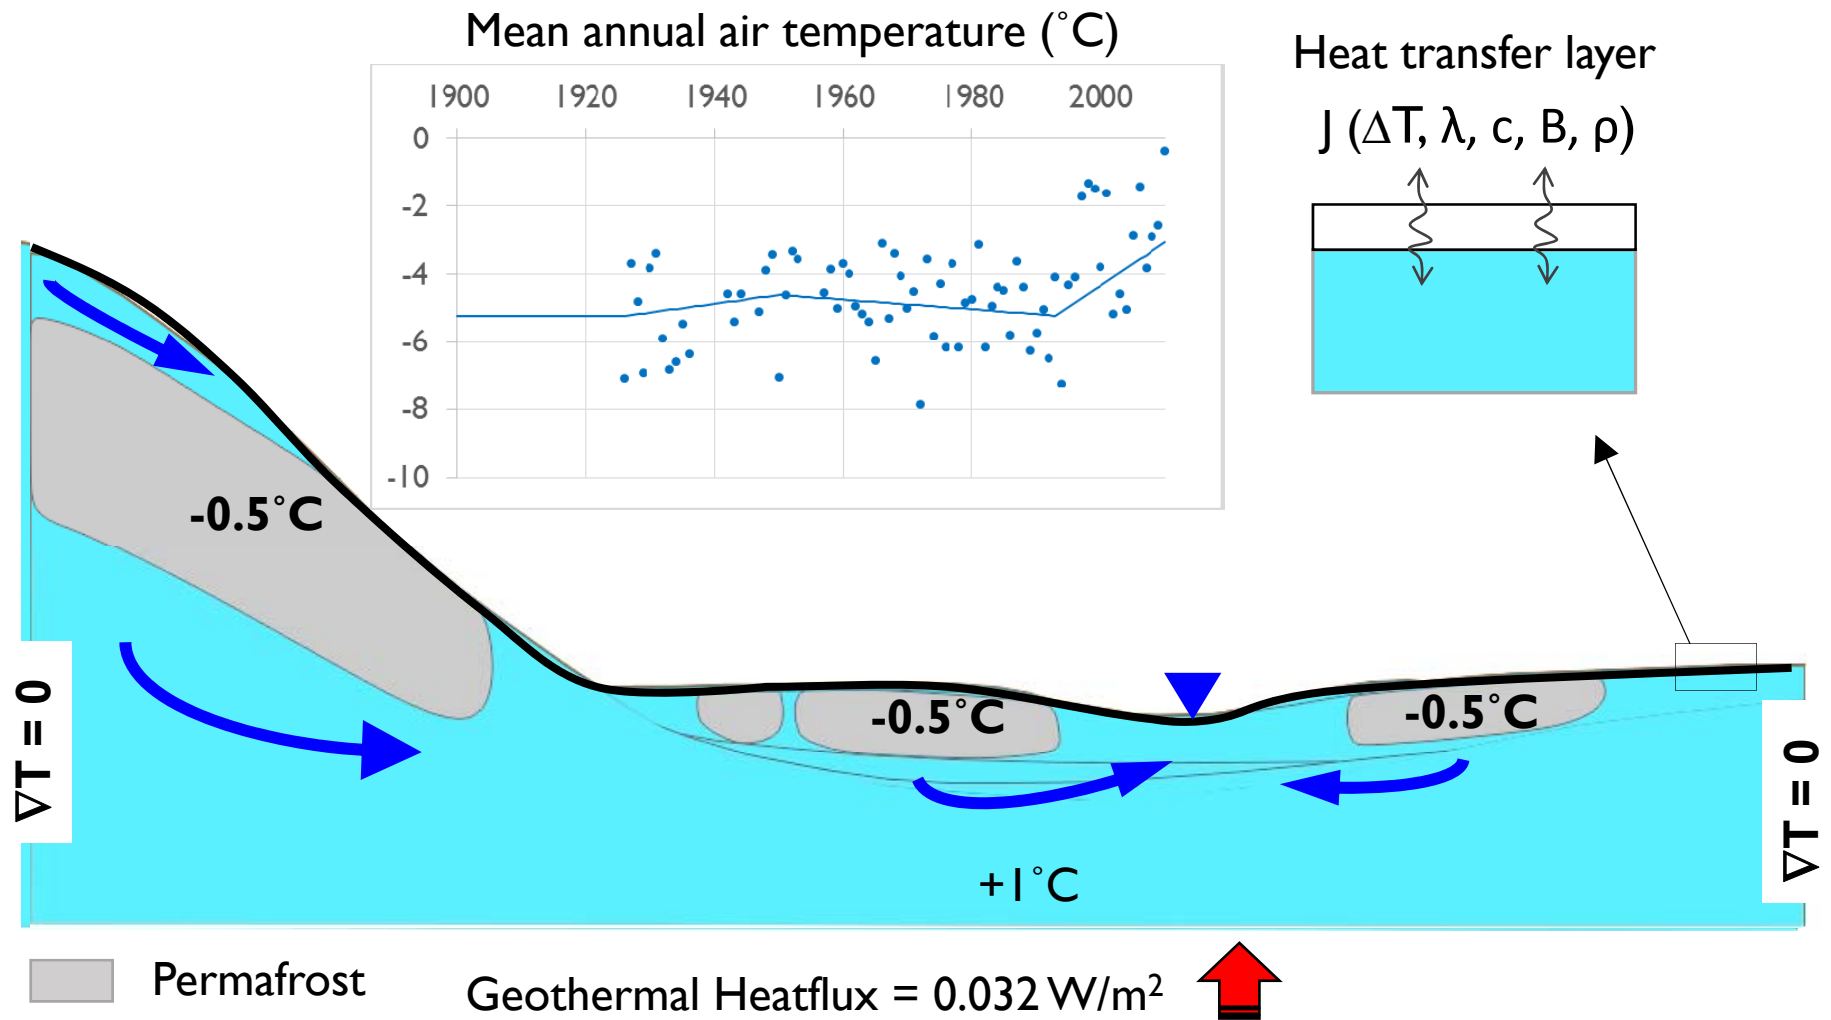 Mean annual air temperature (˚C)
1900 1920 1940 1960 1980 2000
0
-2
-4
-6
-8
-10
Heat transfer layer
J (ΔT, λ, c, B, ρ)
-0.5˚C
-0.5˚C
-0.5˚C
∇T = 0
∇T = 0
+1˚C
Permafrost
Geothermal Heatflux = 0.032 W/m²